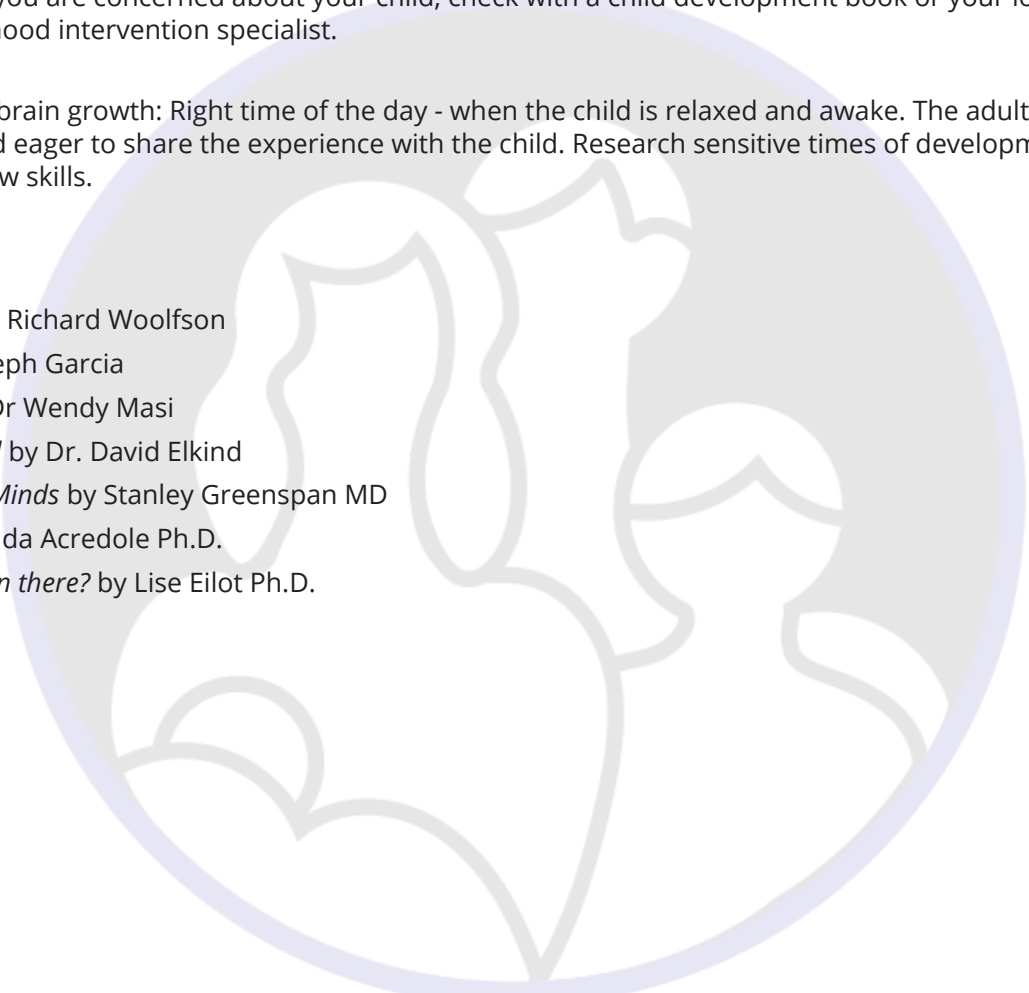 you are concerned about your child, check with a child development book or your
ood intervention specialist.
brain growth: Right time of the day - when the child is relaxed and awake. The adult
d eager to share the experience with the child. Research sensitive times of developm
w skills.
Richard Woolfson
eph Garcia
Dr Wendy Masi
by Dr. David Elkind
Minds by Stanley Greenspan MD
da Acredole Ph.D.
n there? by Lise Eilot Ph.D.